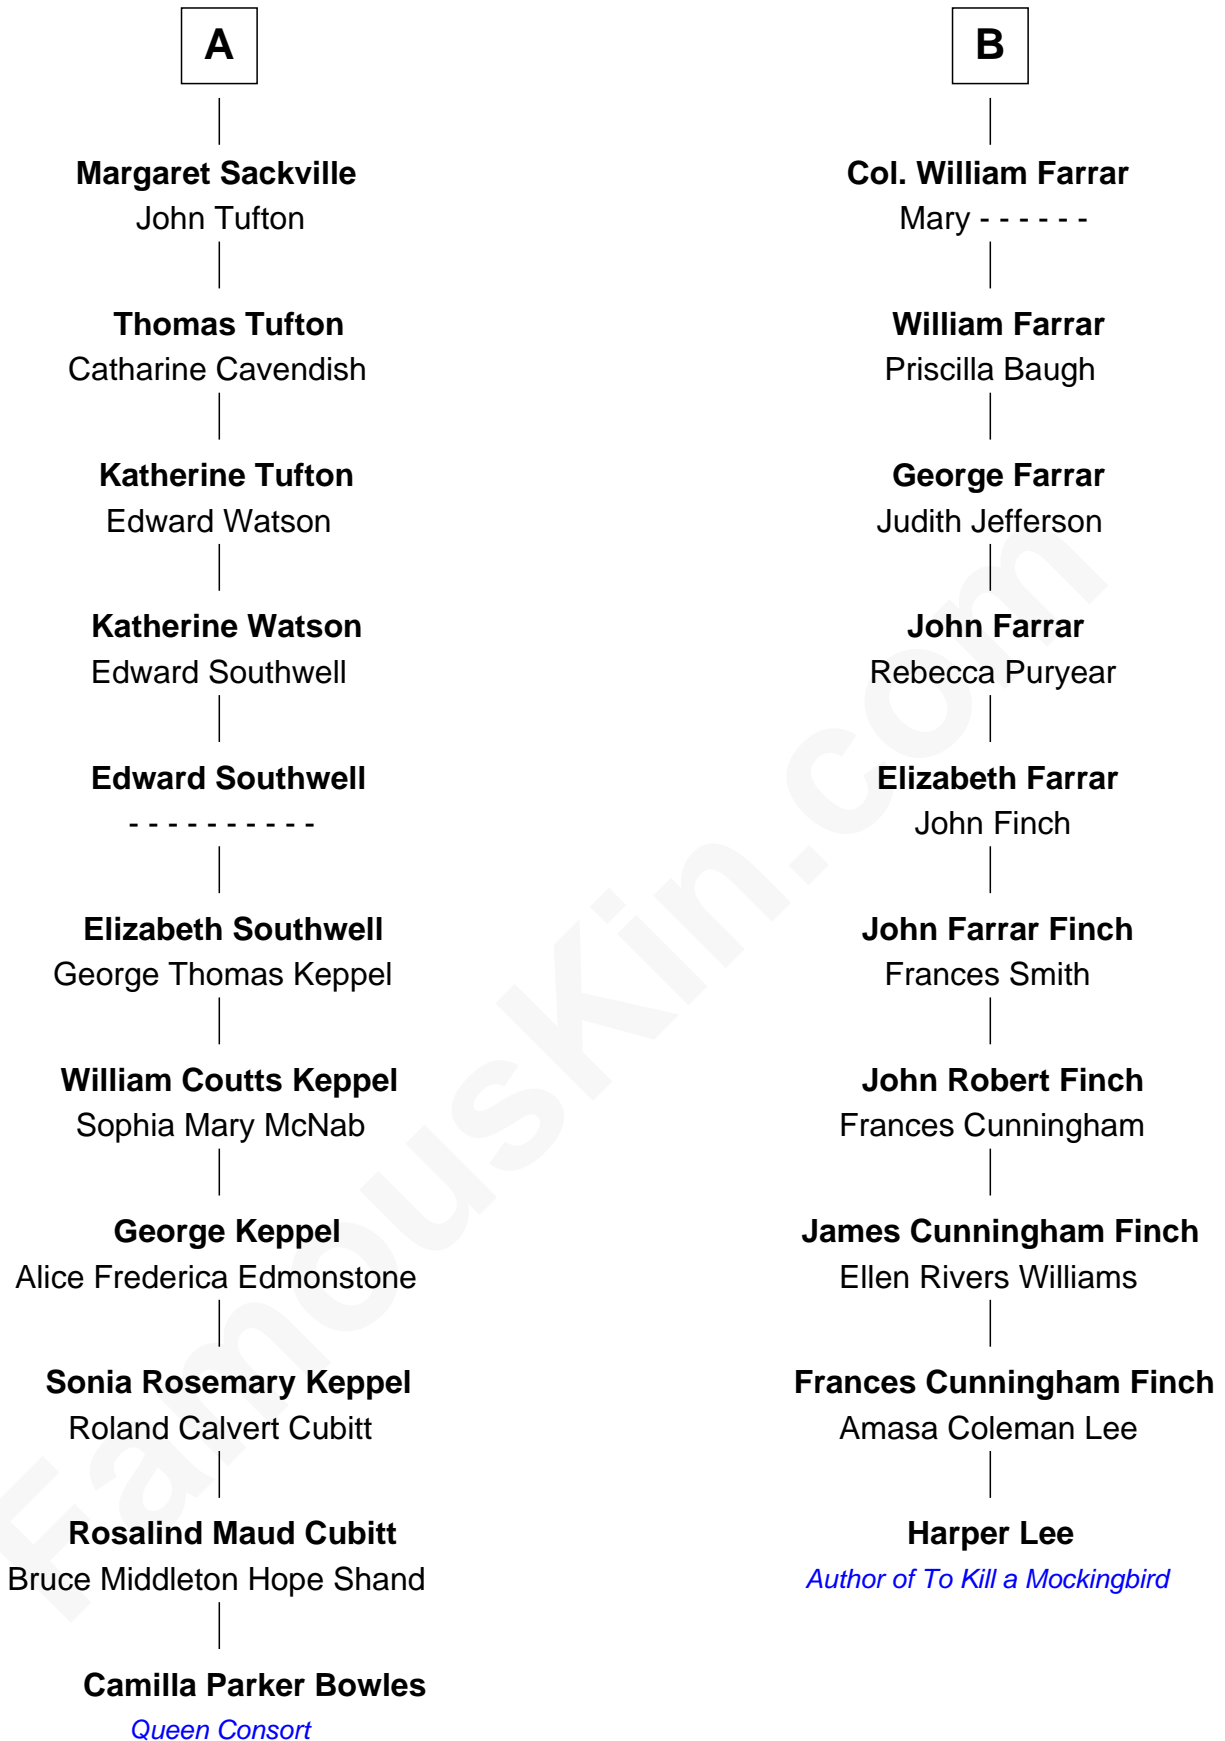 A
Margaret Sackville
John Tufton
Thomas Tufton
Catharine Cavendish
Katherine Tufton
Edward Watson
Katherine Watson
Edward Southwell
Edward Southwell
- - - - - - - - - -
Elizabeth Southwell
George Thomas Keppel
William Coutts Keppel
Sophia Mary McNab
George Keppel
Alice Frederica Edmonstone
Sonia Rosemary Keppel
Roland Calvert Cubitt
Rosalind Maud Cubitt
Bruce Middleton Hope Shand
Camilla Parker Bowles
Queen Consort
B
Col. William Farrar
Mary - - - - - -
William Farrar
Priscilla Baugh
George Farrar
Judith Jefferson
John Farrar
Rebecca Puryear
Elizabeth Farrar
John Finch
John Farrar Finch
Frances Smith
John Robert Finch
Frances Cunningham
James Cunningham Finch
Ellen Rivers Williams
Frances Cunningham Finch
Amasa Coleman Lee
Harper Lee
Author of To Kill a Mockingbird
FamousKin.com